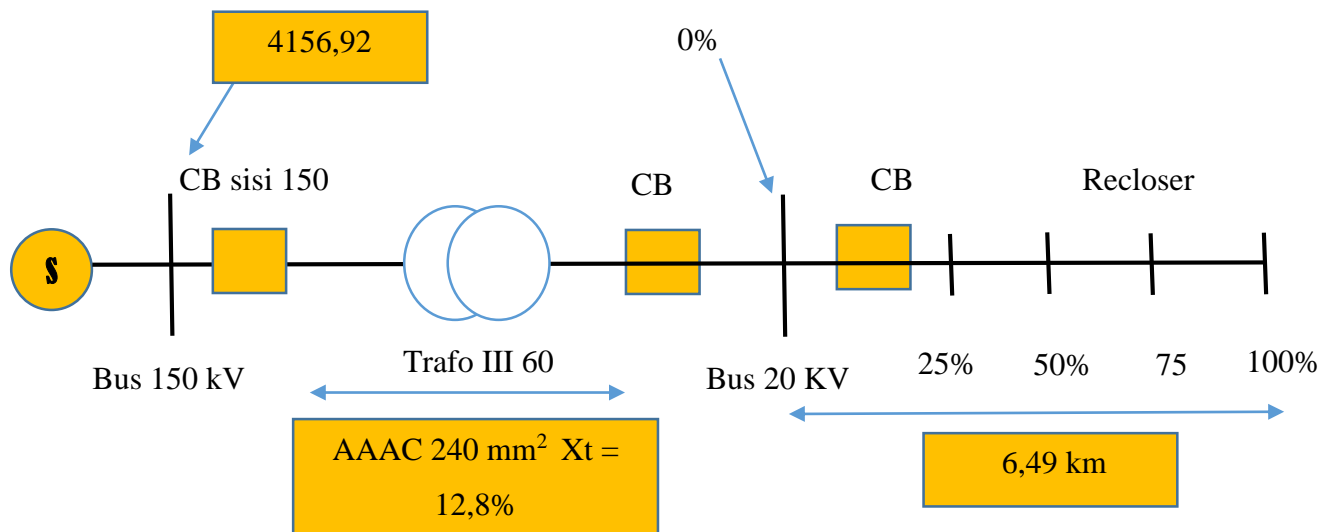 4156,92
0%
CB sisi 150
CB
CB
Recloser
S
Bus 150 kV
Trafo III 60
Bus 20 KV
25%
50%
75
100%
AAAC 240 mm² Xt =
12,8%
6,49 km